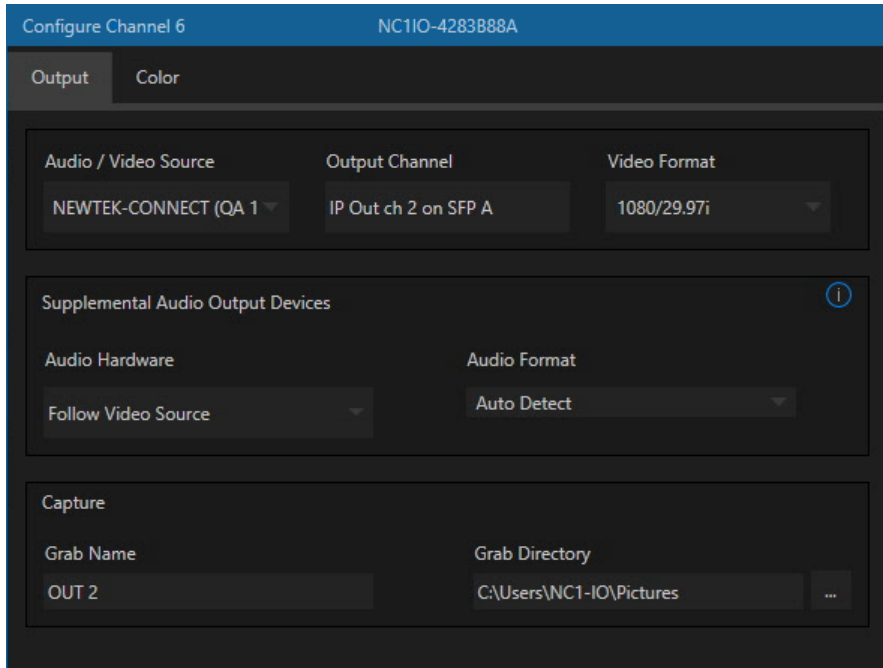 Configure Channel 6 NC1IO-4283B88A
Output Color
Audio / Video Source Output Channel Video Format
NEWTEK-CONNECT (QA 1 IP Out ch 2 on SFP A 1080/29.97i
Supplemental Audio Output Devices
Audio Hardware Audio Format
Follow Video Source Auto Detect
Capture
Grab Name Grab Directory
OUT 2 C:\Users\NC1-IO\Pictures ...